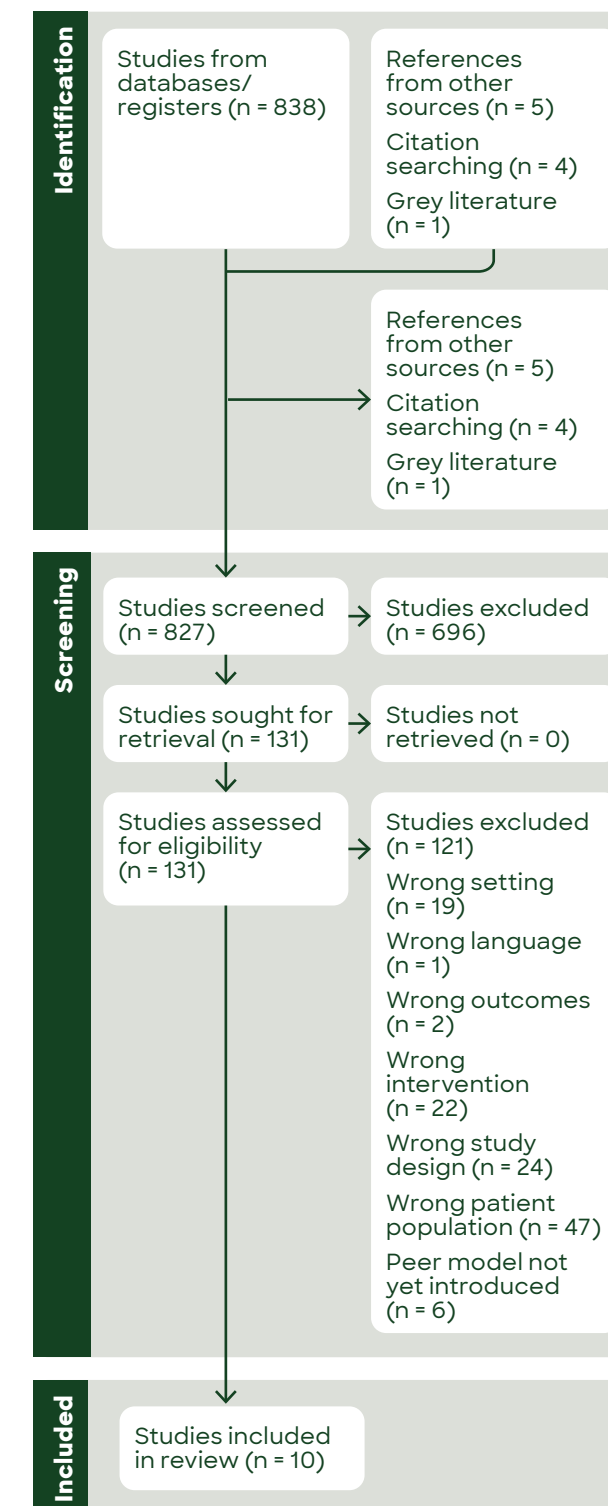 Identification
Studies from
databases/
registers (n = 838)
References
from other
sources (n = 5)
Citation
searching (n = 4)
Grey literature
(n = 1)
References
from other
sources (n = 5)
Citation
searching (n = 4)
Grey literature
(n = 1)
Screening
Studies screened
(n = 827)
Studies excluded
(n = 696)
Studies sought for
retrieval (n = 131)
Studies not
retrieved (n = 0)
Studies assessed
for eligibility
(n = 131)
Studies excluded
(n = 121)
Wrong setting
(n = 19)
Wrong language
(n = 1)
Wrong outcomes
(n = 2)
Wrong
intervention
(n = 22)
Wrong study
design (n = 24)
Wrong patient
population (n = 47)
Peer model not
yet introduced
(n = 6)
Included
Studies included
in review (n = 10)